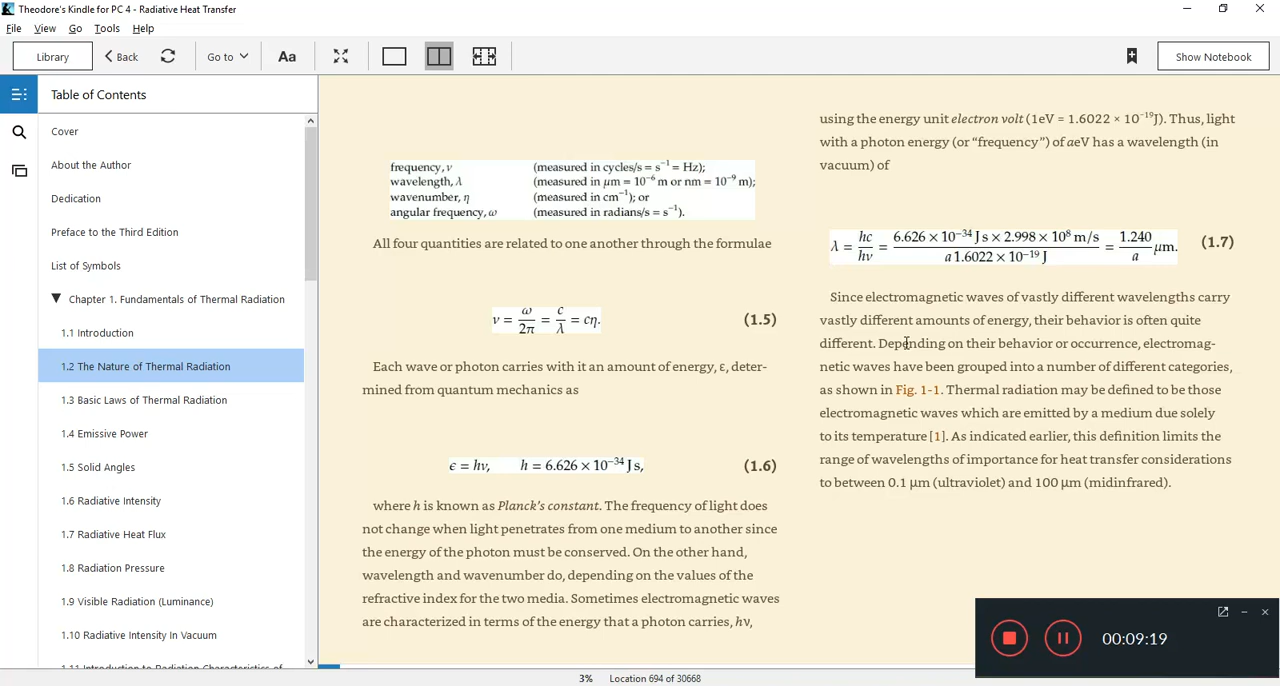 Theodore's Kindle for PC 4 - Radiative Heat Transfer
File View Go Tools Help
Library Back Go to Aa Show Notebook
Table of Contents
Cover
About the Author
Dedication
Preface to the Third Edition
List of Symbols
Chapter 1. Fundamentals of Thermal Radiation
1.1 Introduction
1.2 The Nature of Thermal Radiation
1.3 Basic Laws of Thermal Radiation
1.4 Emissive Power
1.5 Solid Angles
1.6 Radiative Intensity
1.7 Radiative Heat Flux
1.8 Radiation Pressure
1.9 Visible Radiation (Luminance)
1.10 Radiative Intensity In Vacuum
1.11 Introduction to Radiation Characteristics of
frequency, ν (measured in cycles/s = s⁻¹ = Hz);
wavelength, λ (measured in μm = 10⁻⁶ m or nm = 10⁻⁹ m);
wavenumber, η (measured in cm⁻¹); or
angular frequency, ω (measured in radians/s = s⁻¹).
All four quantities are related to one another through the formulae
ν = ω/2π = c/λ = cη. (1.5)
Each wave or photon carries with it an amount of energy, ε, deter-
mined from quantum mechanics as
ϵ = hν, h = 6.626 × 10⁻³⁴ J s, (1.6)
where h is known as Planck's constant. The frequency of light does
not change when light penetrates from one medium to another since
the energy of the photon must be conserved. On the other hand,
wavelength and wavenumber do, depending on the values of the
refractive index for the two media. Sometimes electromagnetic waves
are characterized in terms of the energy that a photon carries, hν,
using the energy unit electron volt (1eV = 1.6022 × 10⁻¹⁹J). Thus, light
with a photon energy (or “frequency”) of aeV has a wavelength (in
vacuum) of
λ = hc/hν = 6.626 × 10⁻³⁴ J s × 2.998 × 10⁸ m/s / a 1.6022 × 10⁻¹⁹ J = 1.240/a μm. (1.7)
Since electromagnetic waves of vastly different wavelengths carry
vastly different amounts of energy, their behavior is often quite
different. Depending on their behavior or occurrence, electromag-
netic waves have been grouped into a number of different categories,
as shown in Fig. 1-1. Thermal radiation may be defined to be those
electromagnetic waves which are emitted by a medium due solely
to its temperature [1]. As indicated earlier, this definition limits the
range of wavelengths of importance for heat transfer considerations
to between 0.1 μm (ultraviolet) and 100 μm (midinfrared).
00:09:19
3% Location 694 of 30668